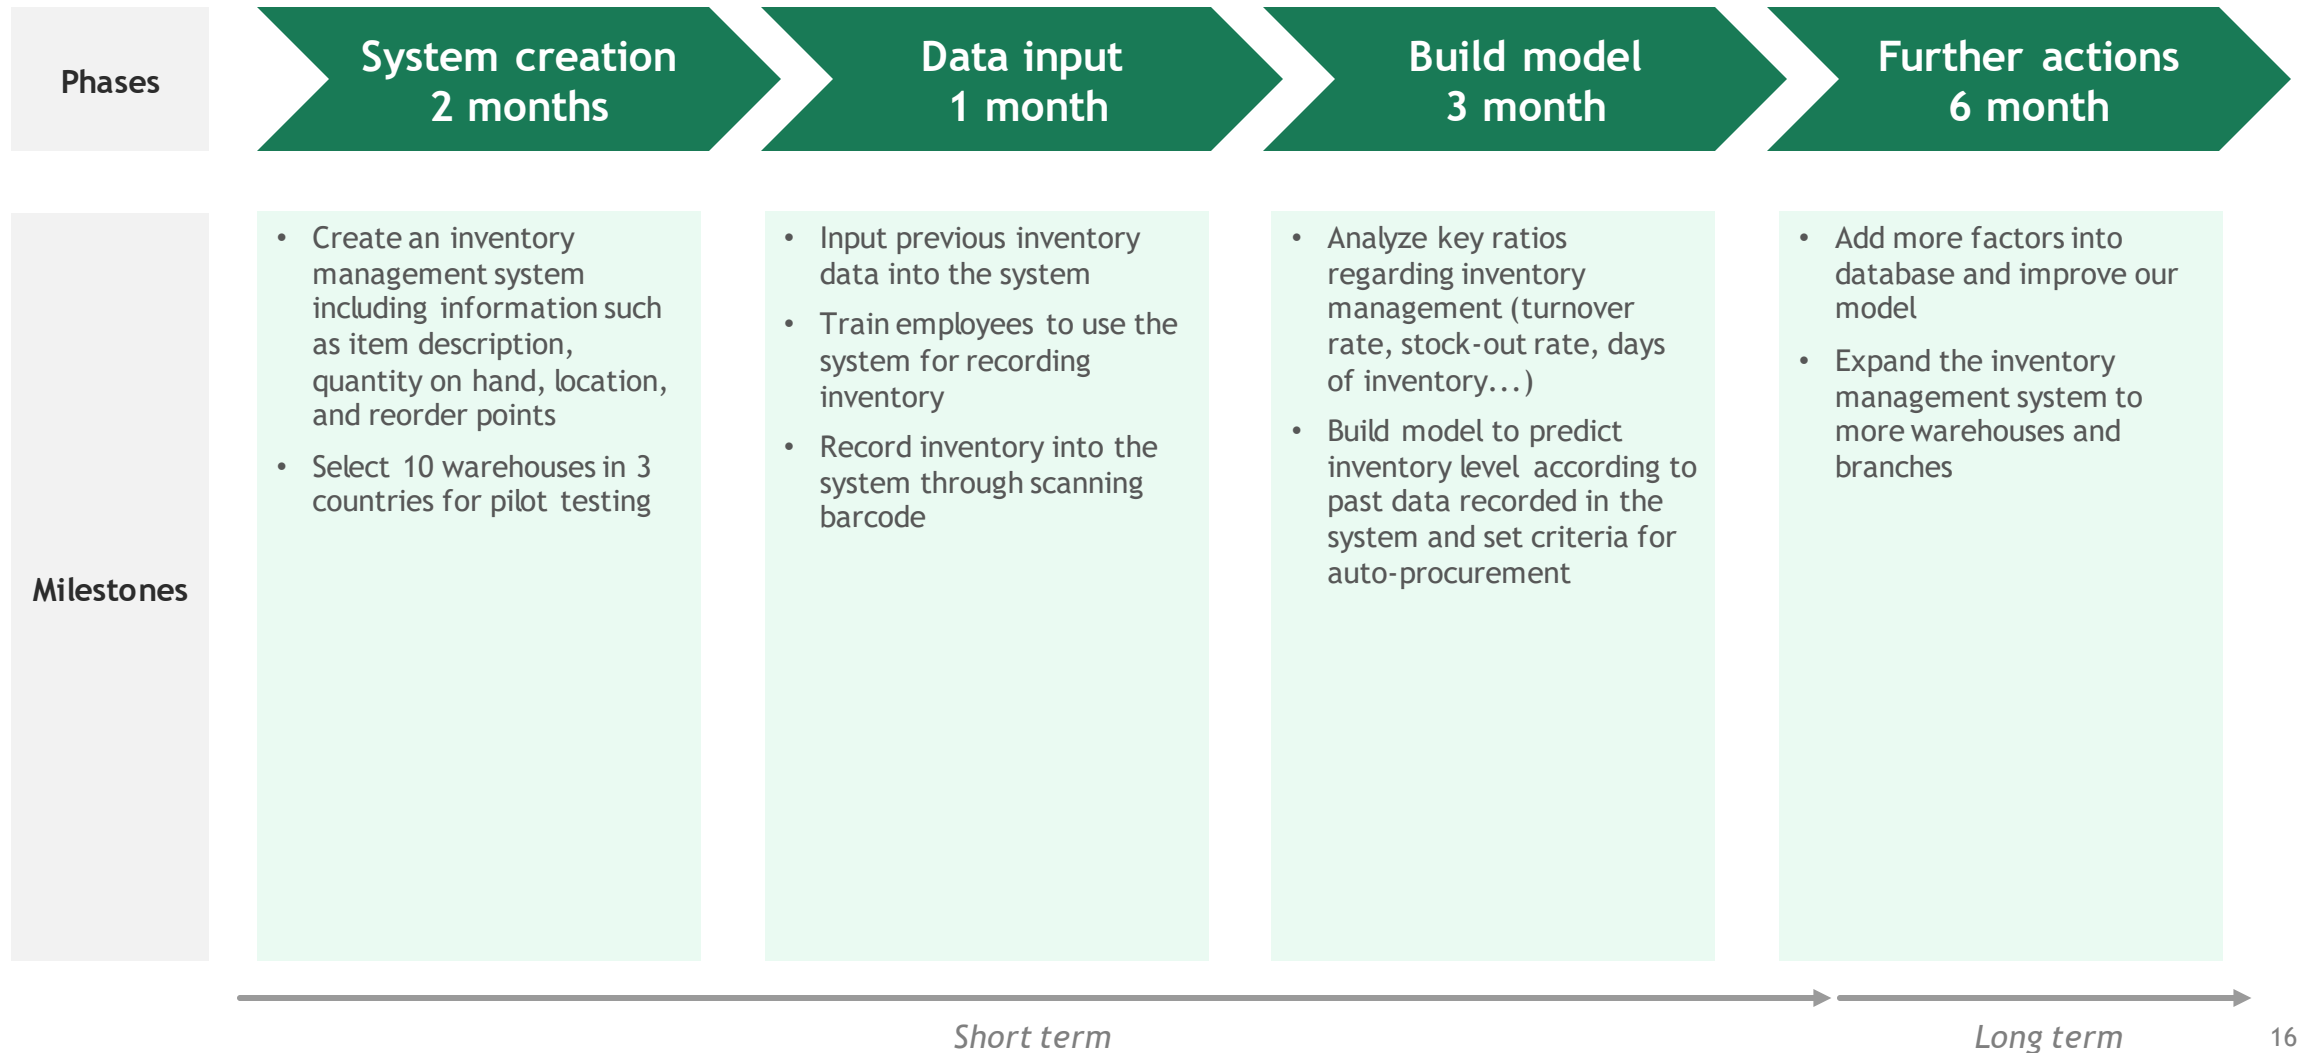 Phases
System creation
2 months
Data input
1 month
Build model
3 month
Further actions
6 month
Milestones
• Create an inventory
management system
including information such
as item description,
quantity on hand, location,
and reorder points
• Select 10 warehouses in 3
countries for pilot testing
• Input previous inventory
data into the system
• Train employees to use the
system for recording
inventory
• Record inventory into the
system through scanning
barcode
• Analyze key ratios
regarding inventory
management (turnover
rate, stock-out rate, days
of inventory...)
• Build model to predict
inventory level according to
past data recorded in the
system and set criteria for
auto-procurement
• Add more factors into
database and improve our
model
• Expand the inventory
management system to
more warehouses and
branches
Short term
Long term
16